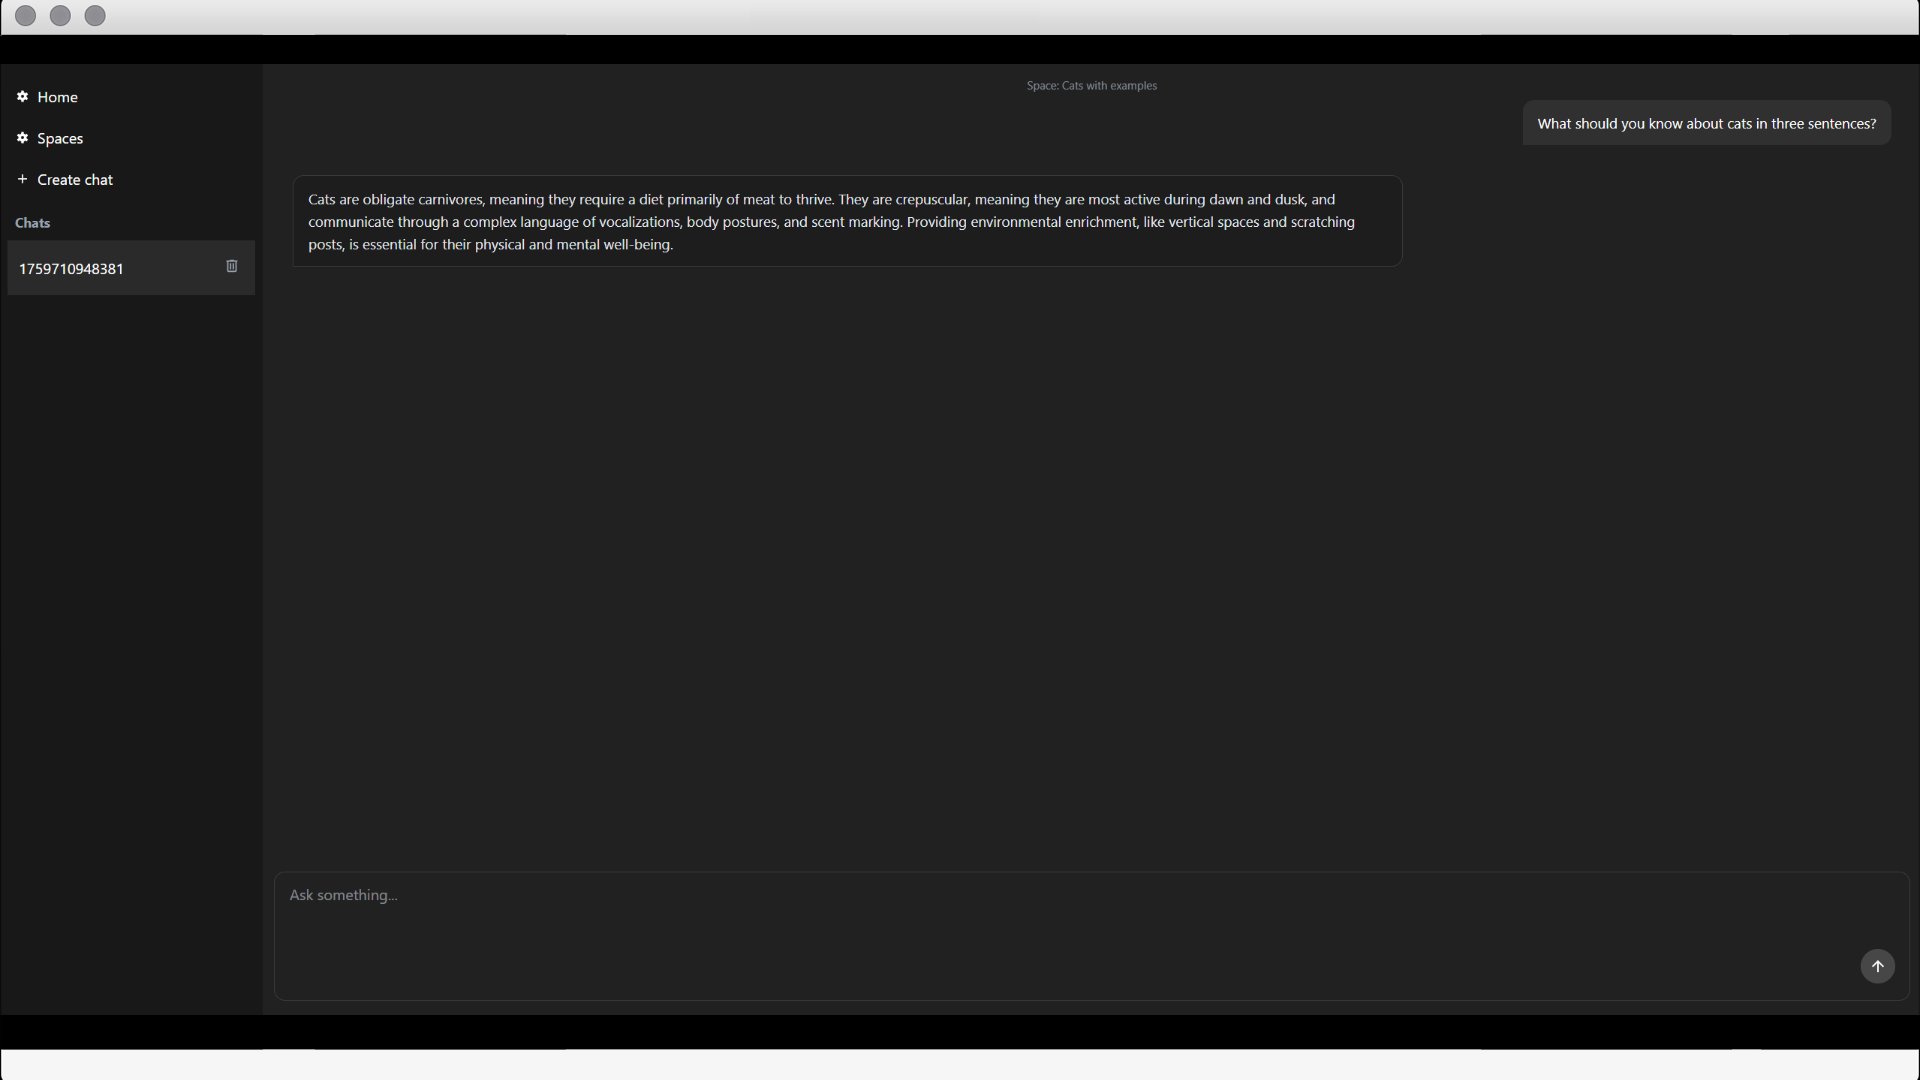 Home
Spaces
Create chat
Chats
1759710948381
Space: Cats with examples
What should you know about cats in three sentences?
Cats are obligate carnivores, meaning they require a diet primarily of meat to thrive. They are crepuscular, meaning they are most active during dawn and dusk, and
communicate through a complex language of vocalizations, body postures, and scent marking. Providing environmental enrichment, like vertical spaces and scratching
posts, is essential for their physical and mental well-being.
Ask something...